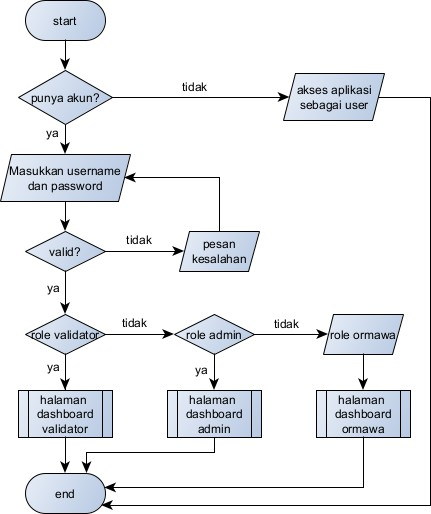 start
punya akun?
tidak
akses aplikasi
sebagai user
ya
Masukkan username
dan password
valid?
tidak
pesan
kesalahan
ya
role validator
tidak
role admin
tidak
role ormawa
ya
ya
halaman
dashboard
validator
halaman
dashboard
admin
halaman
dashboard
ormawa
end